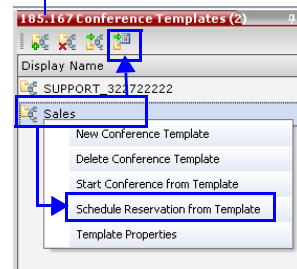 185.167 Conference Templates (2)
Display Name
SUPPORT_322722222
Sales
New Conference Template
Delete Conference Template
Start Conference from Template
Schedule Reservation from Template
Template Properties